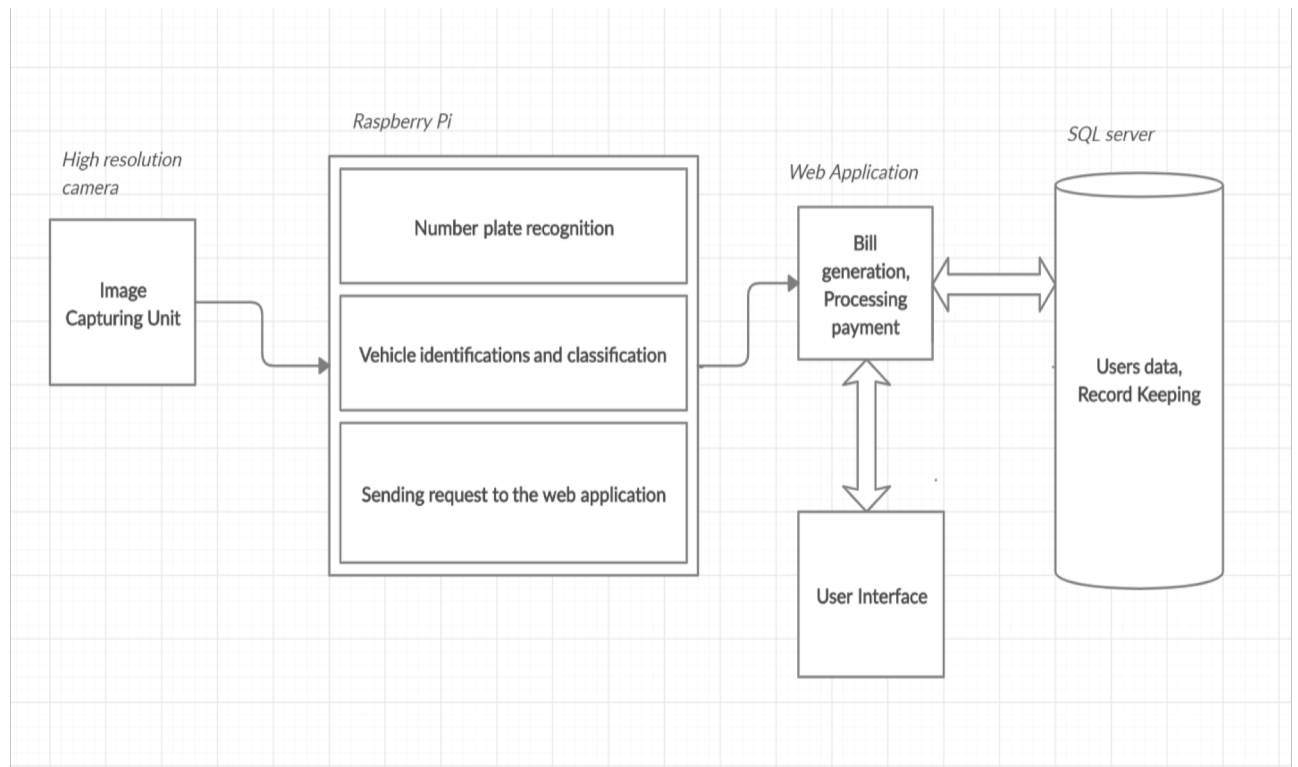 High resolution
camera
Image
Capturing Unit
Raspberry Pi
Number plate recognition
Vehicle identifications and classification
Sending request to the web application
Web Application
Bill
generation,
Processing
payment
User Interface
SQL server
Users data,
Record Keeping